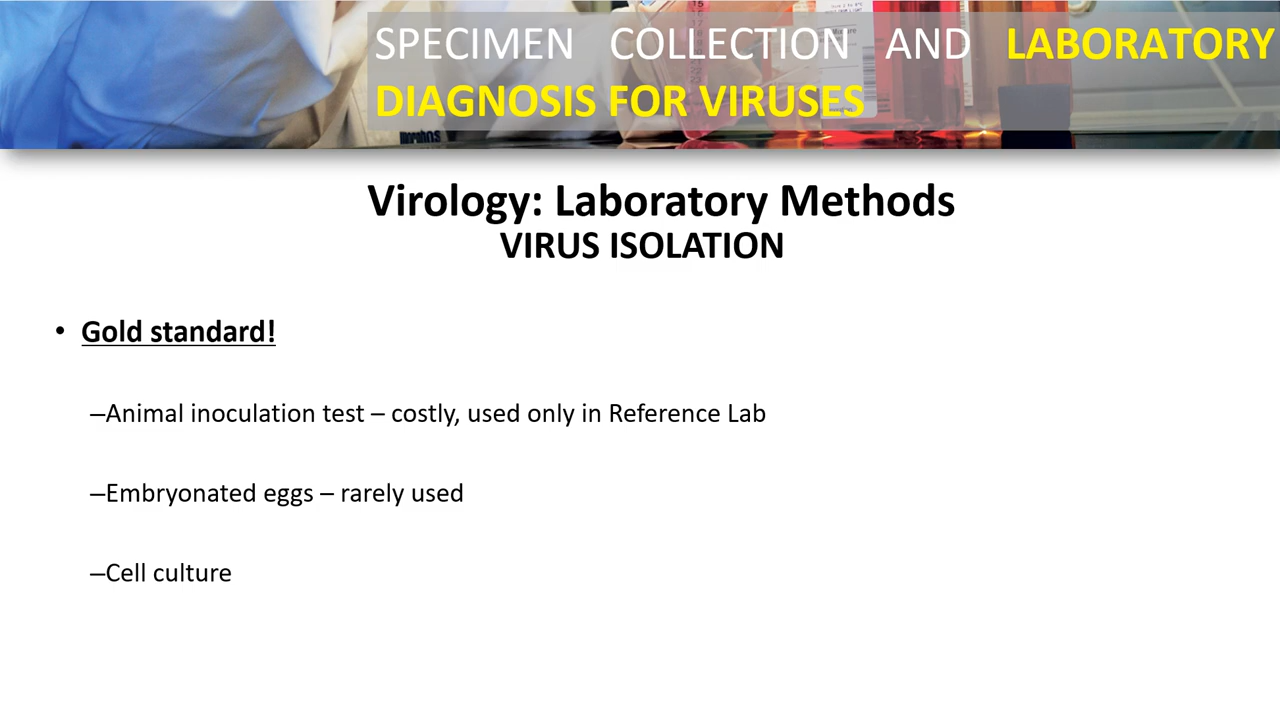 SPECIMEN COLLECTION AND LABORATORY
DIAGNOSIS FOR VIRUSES
Virology: Laboratory Methods
VIRUS ISOLATION
• Gold standard!
–Animal inoculation test – costly, used only in Reference Lab
–Embryonated eggs – rarely used
–Cell culture